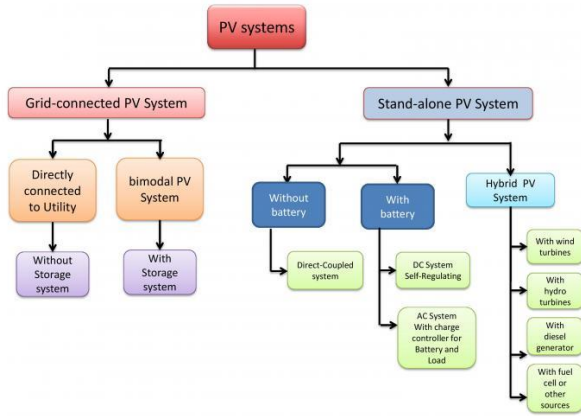 PV systems
Grid-connected PV System
Stand-alone PV System
Directly
connected
to Utility
bimodal PV
System
Without
battery
With
battery
Hybrid PV
System
Without
Storage
system
With
Storage
system
Direct-Coupled
system
DC System
Self-Regulating
AC System
With charge
controller for
Battery and
Load
With wind
turbines
With
hydro
turbines
With
diesel
generator
With fuel
cell or
other
sources